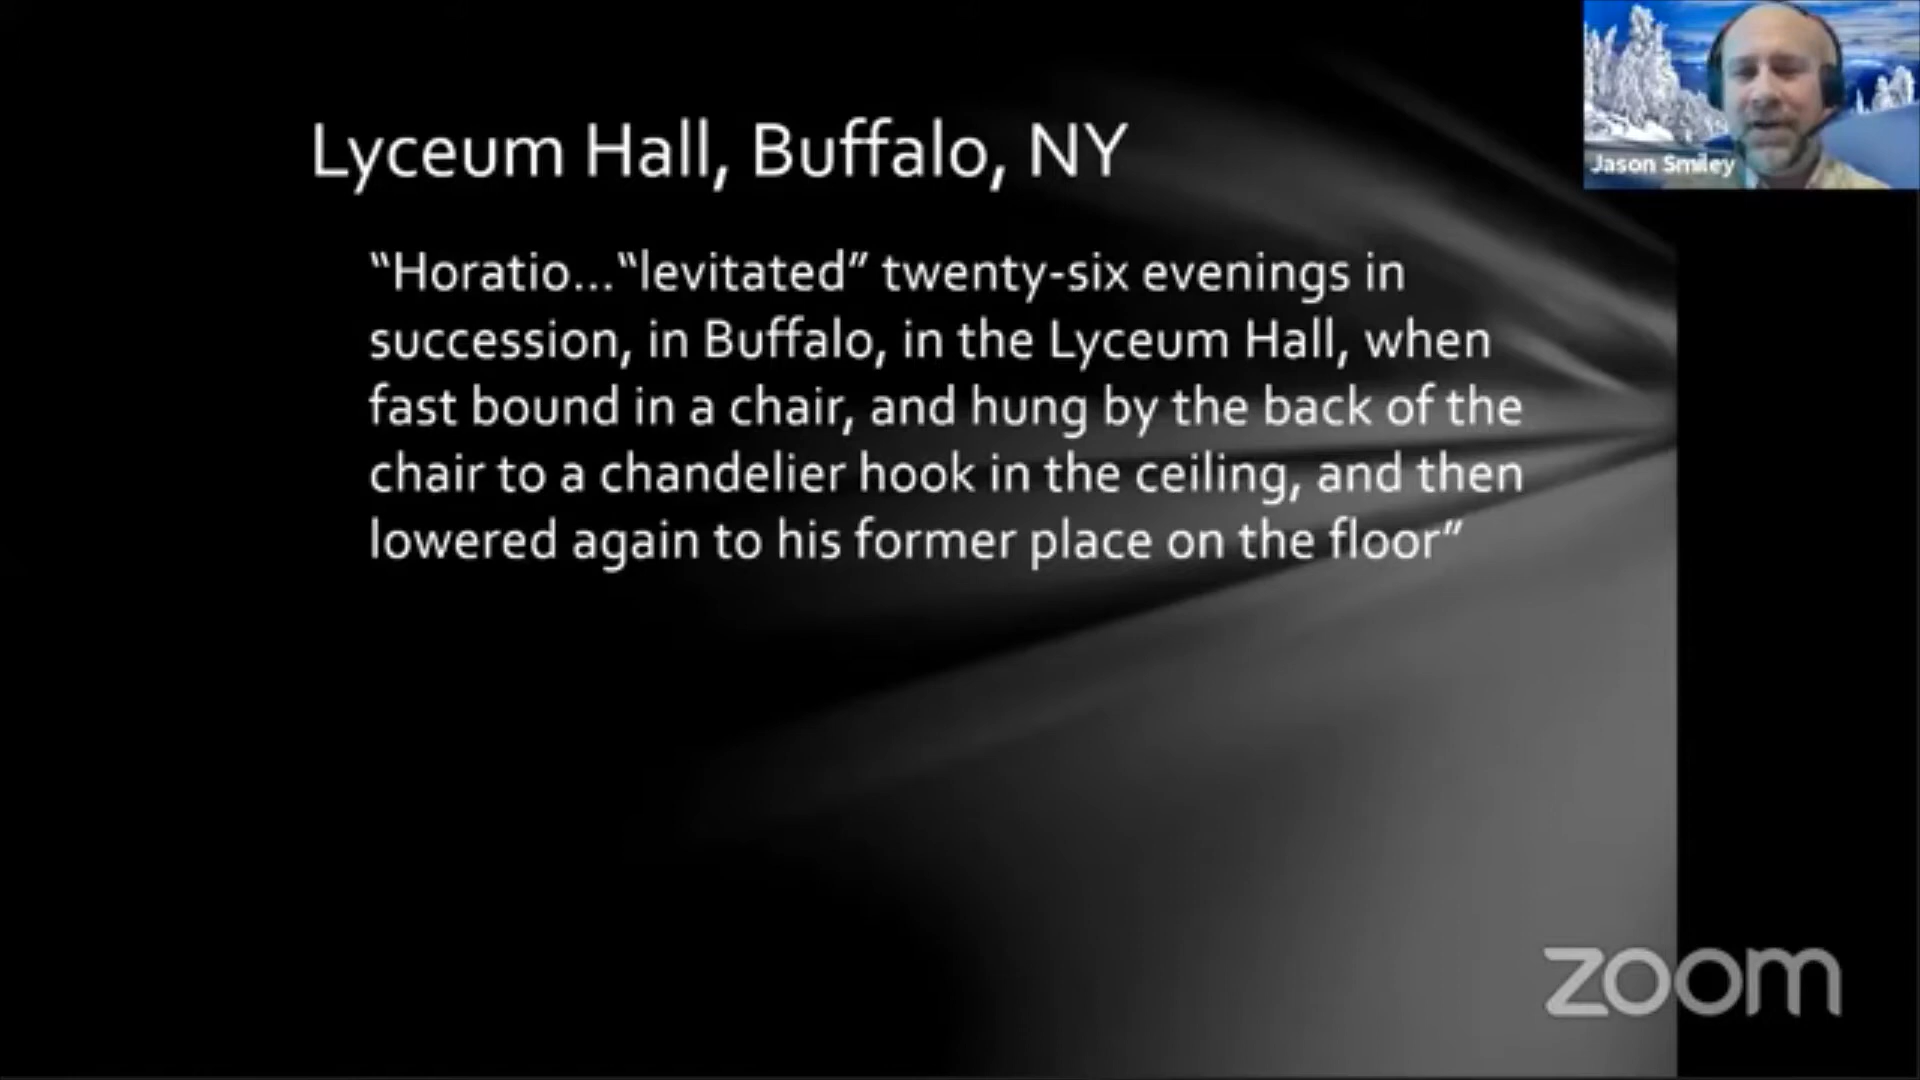 Lyceum Hall, Buffalo, NY
“Horatio...“levitated” twenty-six evenings in
succession, in Buffalo, in the Lyceum Hall, when
fast bound in a chair, and hung by the back of the
chair to a chandelier hook in the ceiling, and then
lowered again to his former place on the floor”
Jason Smiley
zoom